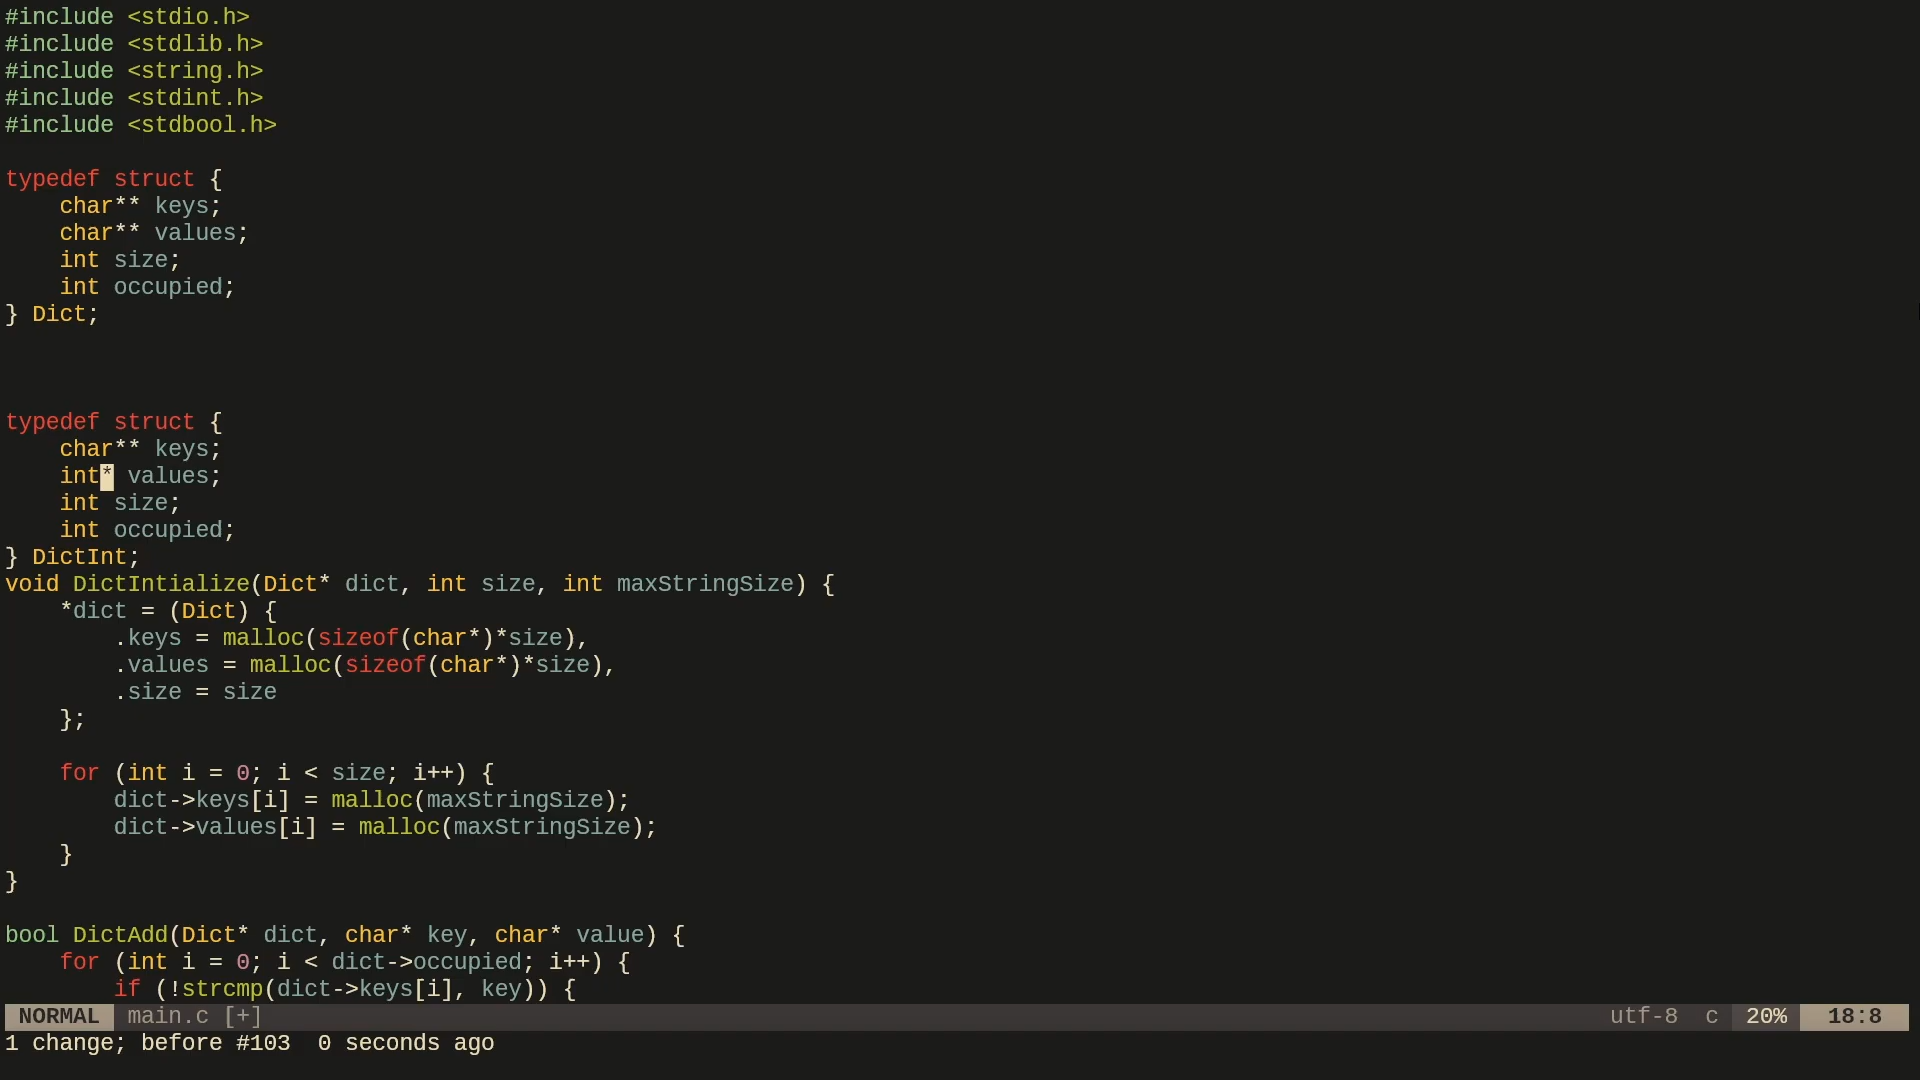 #include <stdio.h>
#include <stdlib.h>
#include <string.h>
#include <stdint.h>
#include <stdbool.h>

typedef struct {
    char** keys;
    char** values;
    int size;
    int occupied;
} Dict;



typedef struct {
    char** keys;
    int* values;
    int size;
    int occupied;
} DictInt;
void DictIntialize(Dict* dict, int size, int maxStringSize) {
    *dict = (Dict) {
        .keys = malloc(sizeof(char*)*size),
        .values = malloc(sizeof(char*)*size),
        .size = size
    };

    for (int i = 0; i < size; i++) {
        dict->keys[i] = malloc(maxStringSize);
        dict->values[i] = malloc(maxStringSize);
    }
}

bool DictAdd(Dict* dict, char* key, char* value) {
    for (int i = 0; i < dict->occupied; i++) {
        if (!strcmp(dict->keys[i], key)) {
NORMAL main.c [+] utf-8 c 20% 18:8
1 change; before #103  0 seconds ago